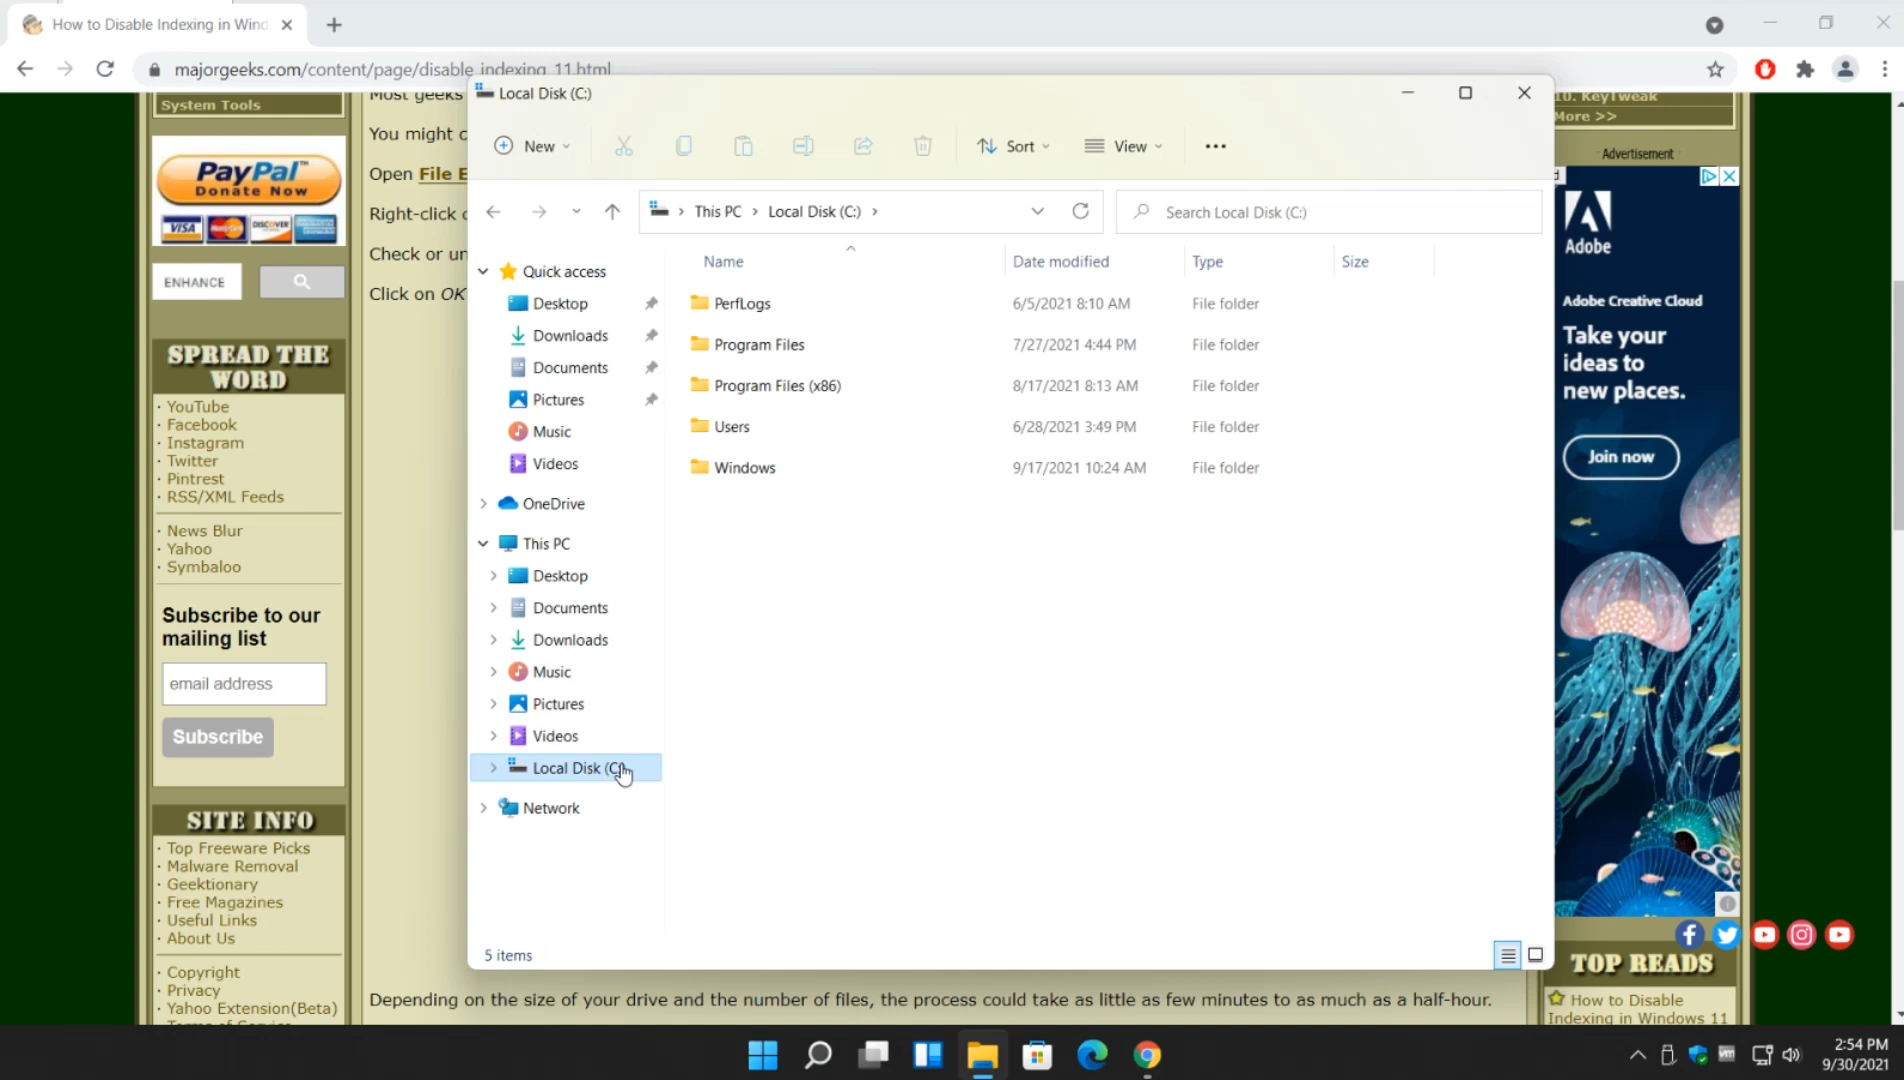 How to Disable Indexing in Wind
majorgeeks.com/content/page/disable_indexing_11.html
System Tools
PayPal™
Donate Now
VISA
MasterCard
DISCOVER
ENHANCE
SPREAD THE
WORD
· YouTube
· Facebook
· Instagram
· Twitter
· Pintrest
· RSS/XML Feeds
· News Blur
· Yahoo
· Symbaloo
Subscribe to our
mailing list
email address
Subscribe
SITE INFO
· Top Freeware Picks
· Malware Removal
· Geektionary
· Free Magazines
· Useful Links
· About Us
· Copyright
· Privacy
· Yahoo Extension(Beta)
Most geeks
You might c
Open File E
Right-click
Check or un
Click on OK
Local Disk (C:)
New
Sort
View
This PC > Local Disk (C:) >
Search Local Disk (C:)
Quick access
Desktop
Downloads
Documents
Pictures
Music
Videos
OneDrive
This PC
Desktop
Documents
Downloads
Music
Pictures
Videos
Local Disk (C:)
Network
Name Date modified Type Size
PerfLogs 6/5/2021 8:10 AM File folder
Program Files 7/27/2021 4:44 PM File folder
Program Files (x86) 8/17/2021 8:13 AM File folder
Users 6/28/2021 3:49 PM File folder
Windows 9/17/2021 10:24 AM File folder
5 items
Depending on the size of your drive and the number of files, the process could take as little as few minutes to as much as a half-hour.
10. KeyTweak
More >>
- Advertisement -
Adobe
Adobe Creative Cloud
Take your
ideas to
new places.
Join now
TOP READS
How to Disable
Indexing in Windows 11
vm
2:54 PM
9/30/2021